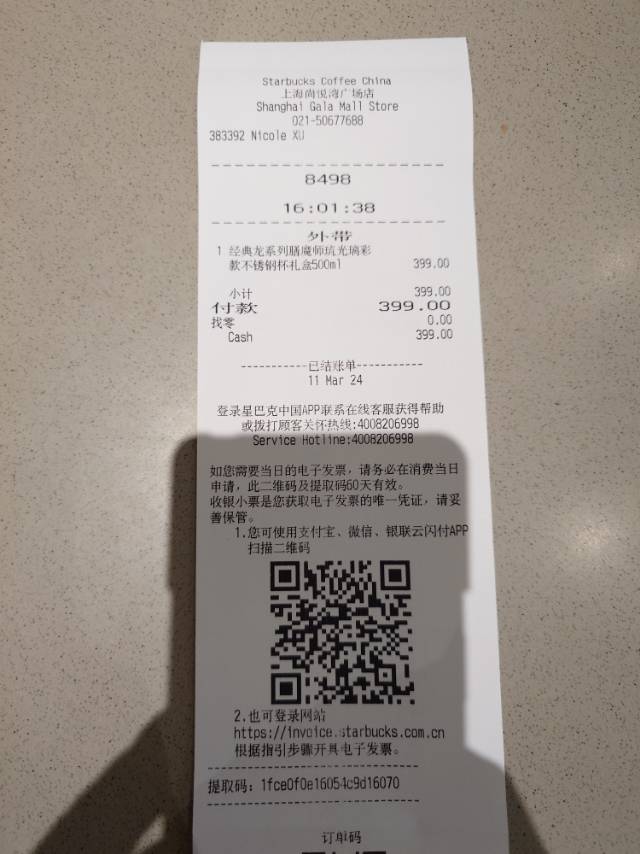 Starbucks Coffee China
上海尚悦湾广场店
Shanghai Gala Mall Store
021-50677688
383392 Nicole XU
8498
16:01:38
外带
1 经典龙系列膳魔师琉光璃彩
款不锈钢杯礼盒500ml 399.00
小计 399.00
付款 399.00
找零 0.00
Cash 399.00
-----------已结账单-----------
11 Mar 24
登录星巴克中国APP联系在线客服获得帮助
或拨打顾客关怀热线:4008206998
Service Hotline:4008206998
如您需要当日的电子发票，请务必在消费当日
申请，此二维码及提取码60天有效。
收银小票是您获取电子发票的唯一凭证，请妥
善保管。
1.您可使用支付宝、微信、银联云闪付APP
扫描二维码
2.也可登录网站
https://invoice.starbucks.com.cn
根据指引步骤开具电子发票。
提取码：1fce0f0e16054c9d16070
订单码